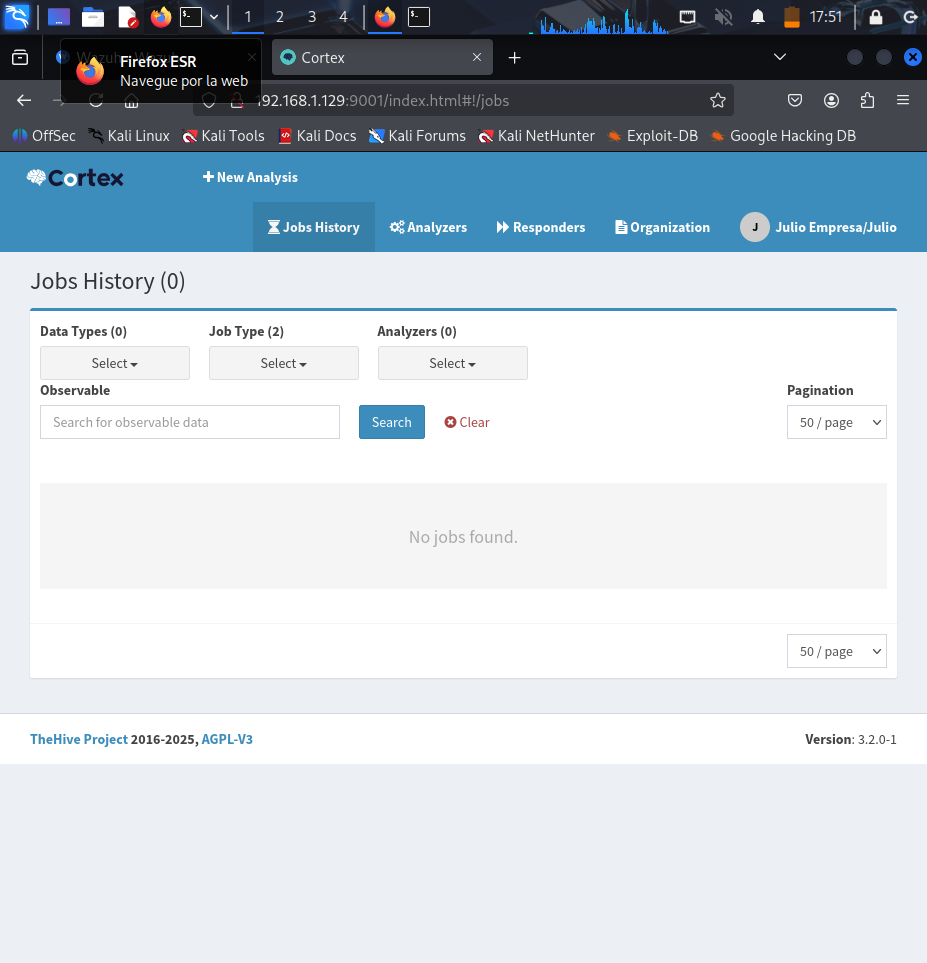 1 2 3 4 17:51
Firefox ESR
Navegue por la web
Cortex
192.168.1.129:9001/index.html#!/jobs
OffSec Kali Linux Kali Tools Kali Docs Kali Forums Kali NetHunter Exploit-DB Google Hacking DB
Cortex + New Analysis
Jobs History Analyzers Responders Organization J Julio Empresa/Julio
Jobs History (0)
Data Types (0) Job Type (2) Analyzers (0)
Select Select Select
Observable Pagination
Search for observable data Search Clear 50 / page
No jobs found.
50 / page
TheHive Project 2016-2025, AGPL-V3 Version: 3.2.0-1